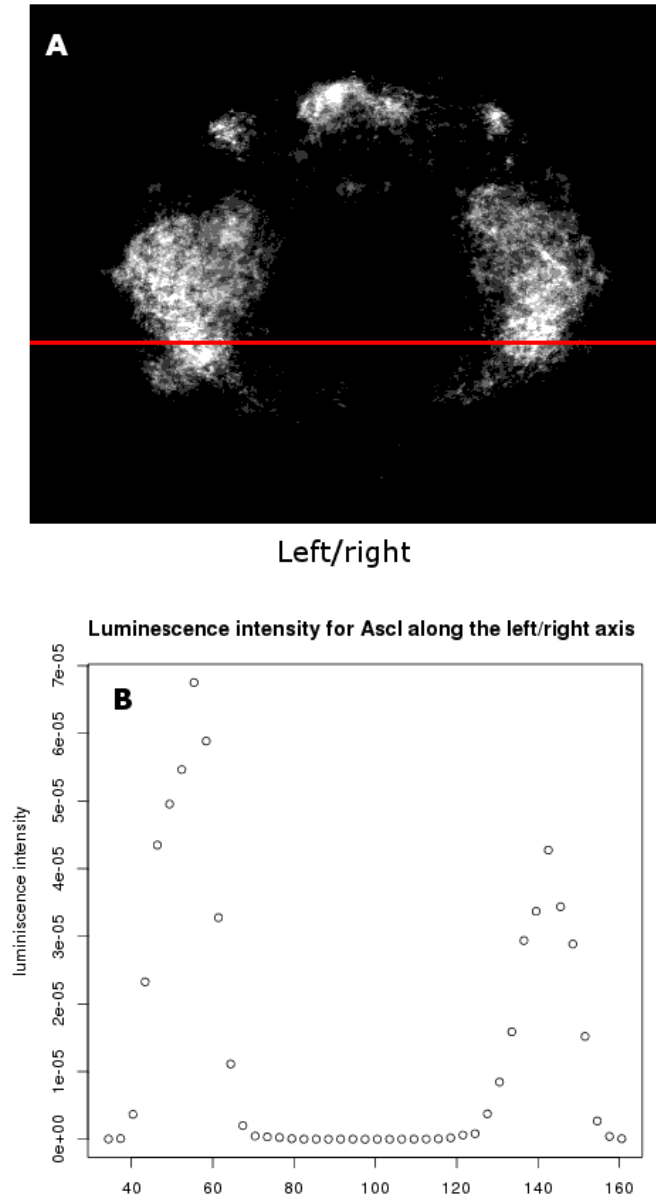 A
Left/right
Luminescence intensity for Ascl along the left/right axis
B
luminiscence intensity
7e-05
6e-05
5e-05
4e-05
3e-05
2e-05
1e-05
0e+00
40 60 80 100 120 140 160